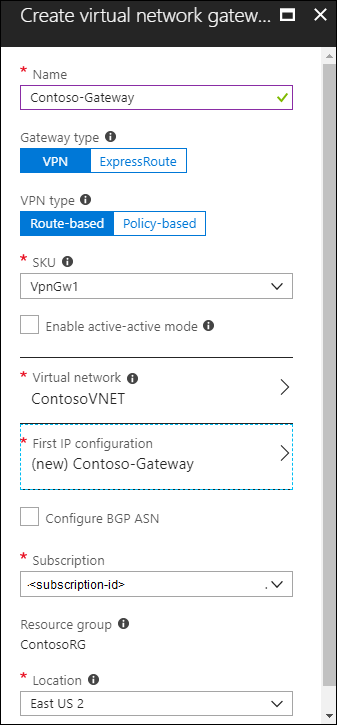 Create virtual network gatew...
* Name
Contoso-Gateway
Gateway type
VPN ExpressRoute
VPN type
Route-based Policy-based
* SKU
VpnGw1
Enable active-active mode
* Virtual network
ContosoVNET
* First IP configuration
(new) Contoso-Gateway
Configure BGP ASN
* Subscription
<subscription-id>
Resource group
ContosoRG
* Location
East US 2